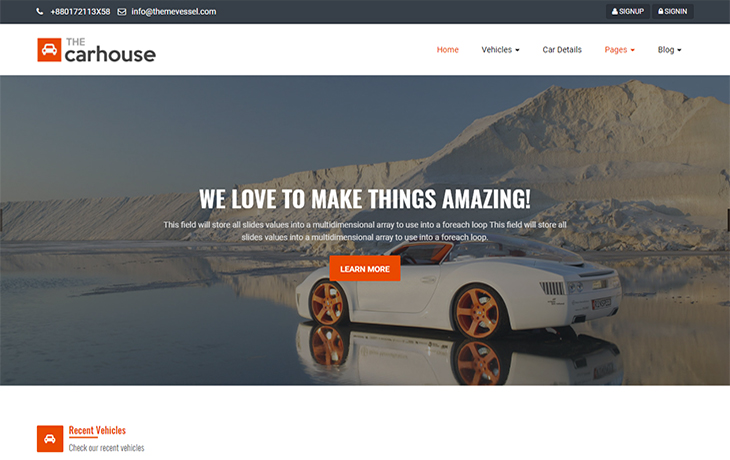 +880172113X58 info@themevessel.com SIGNUP SIGNIN
THE
carhouse
Home Vehicles Car Details Pages Blog
WE LOVE TO MAKE THINGS AMAZING!
This field will store all slides values into a multidimensional array to use into a foreach loop This field will store all
slides values into a multidimensional array to use into a foreach loop.
LEARN MORE
Recent Vehicles
Check our recent vehicles